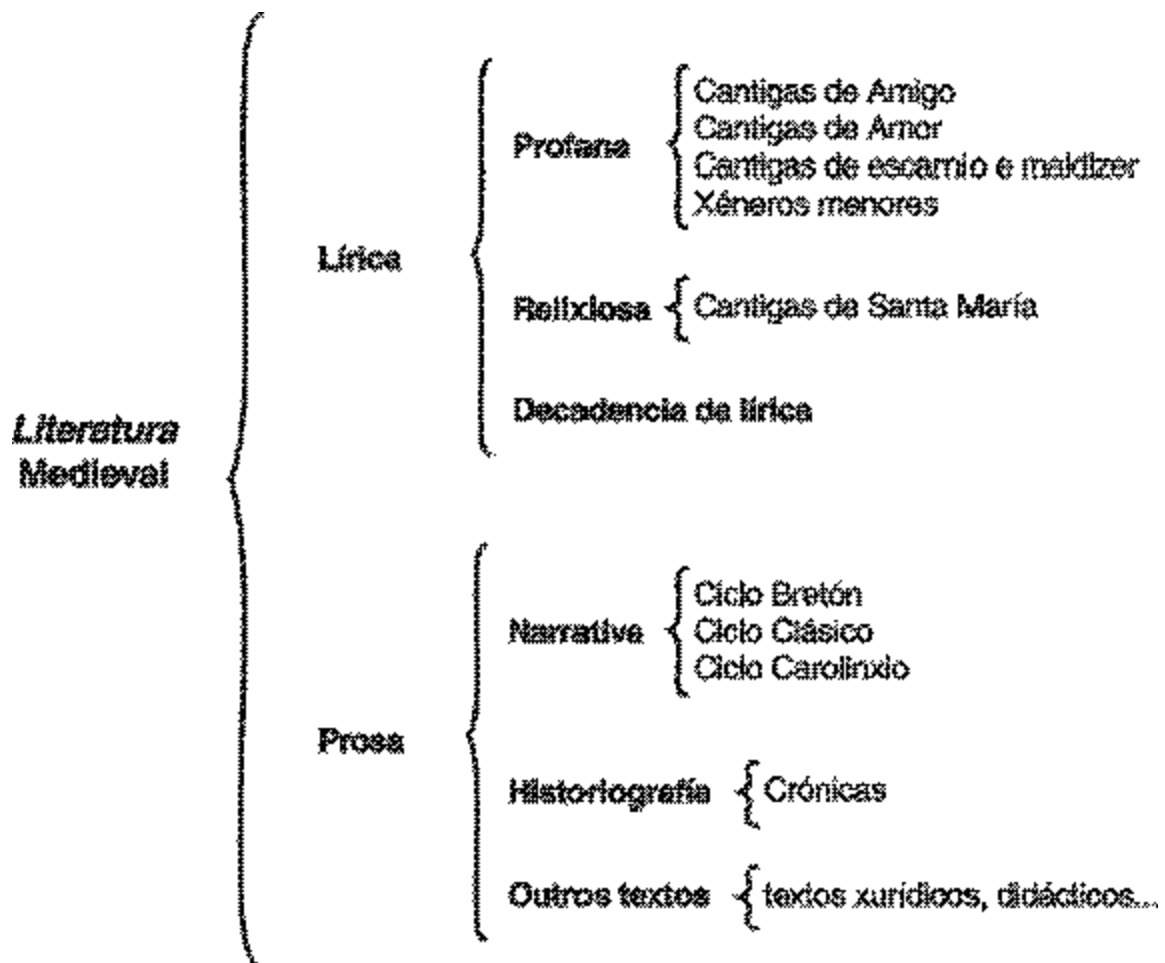 Literatura
Medieval
Lírica
Profana
Cantigas de Amigo
Cantigas de Amor
Cantigas de escarnio e maldizer
Xéneros menores
Relixiosa
Cantigas de Santa María
Decadencia da lírica
Prosa
Narrativa
Ciclo Bretón
Ciclo Clásico
Ciclo Carolinxio
Historiografía
Crónicas
Outros textos
textos xurídicos, didácticos...